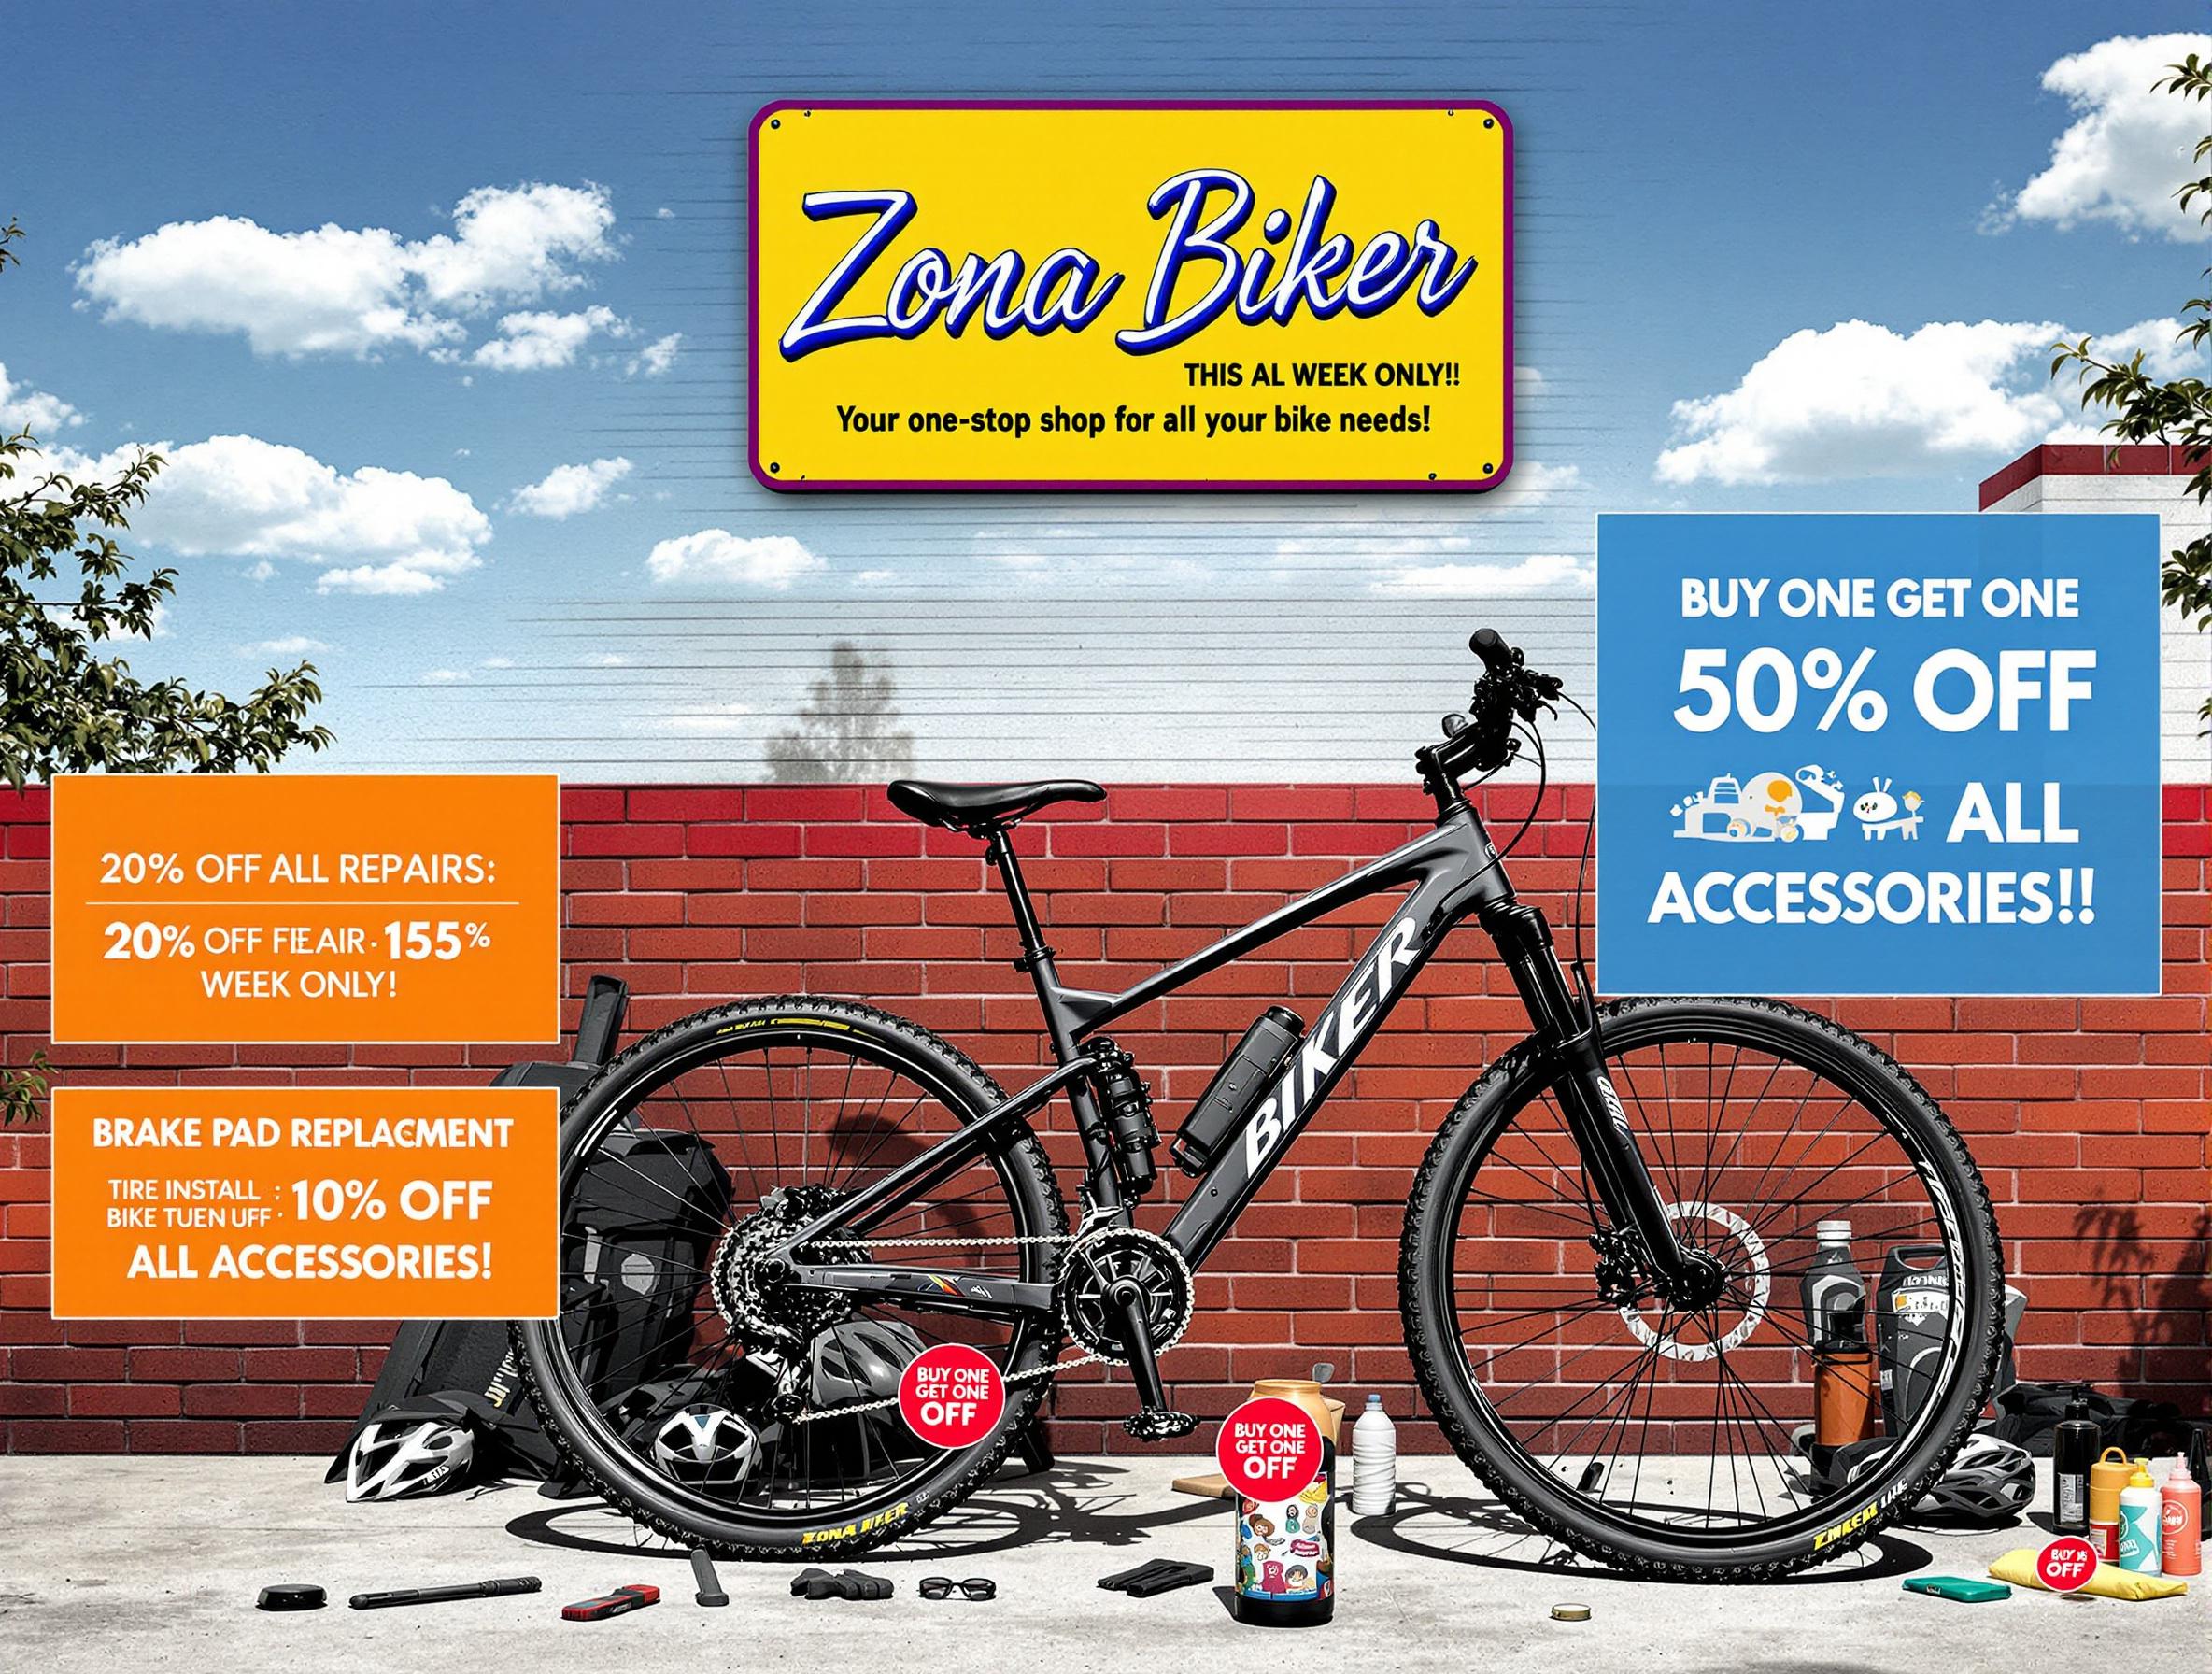 Zona Biker
THIS AL WEEK ONLY!!
Your one-stop shop for all your bike needs!
BUY ONE GET ONE
50% OFF
ALL
ACCESSORIES!!
20% OFF ALL REPAIRS:
20% OFF FIEAIR · 155%
WEEK ONLY!
BRAKE PAD REPLACMENT
TIRE INSTALL :
BIKE TUEN UFF ·
10% OFF
ALL ACCESSORIES!
BIKER
BUY ONE
GET ONE
OFF
BUY ONE
GET ONE
OFF
OFF
ZONA